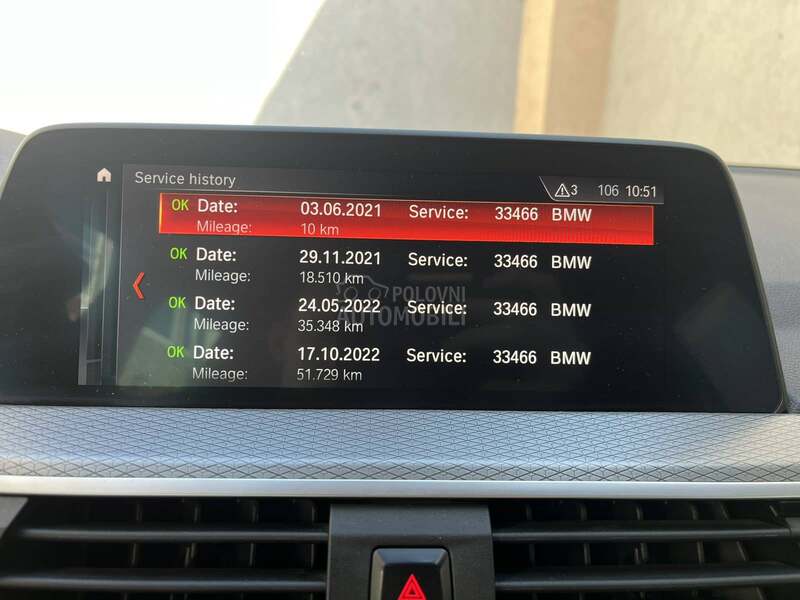 Service history
3 106 10:51
OK Date: 03.06.2021 Service: 33466 BMW
Mileage: 10 km
OK Date: 29.11.2021 Service: 33466 BMW
Mileage: 18.510 km
POLOVNI
AUTOMOBILI
OK Date: 24.05.2022 Service: 33466 BMW
Mileage: 35.348 km
OK Date: 17.10.2022 Service: 33466 BMW
Mileage: 51.729 km